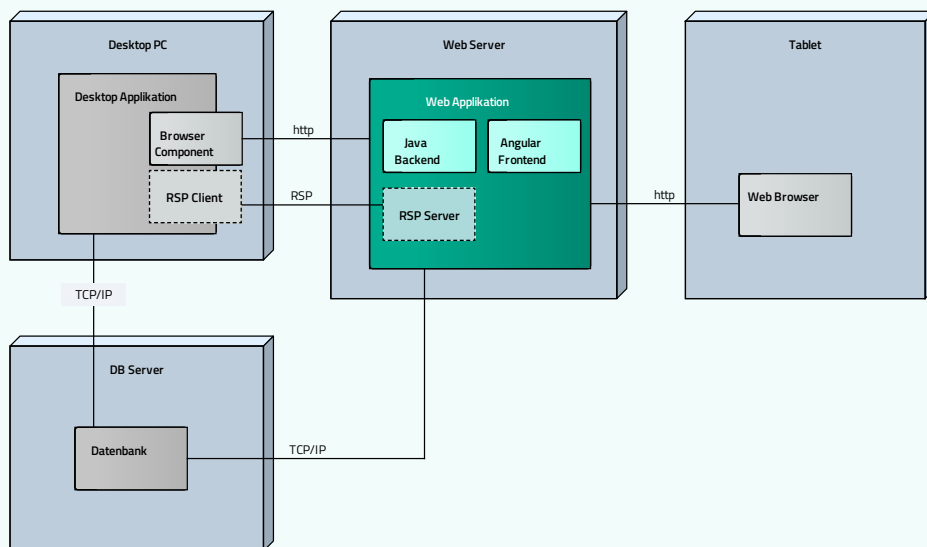 Desktop PC
Web Server
Tablet
Desktop Applikation
Web Applikation
Browser
Component
http
Java
Backend
Angular
Frontend
RSP Client
RSP
RSP Server
http
Web Browser
TCP/IP
DB Server
Datenbank
TCP/IP